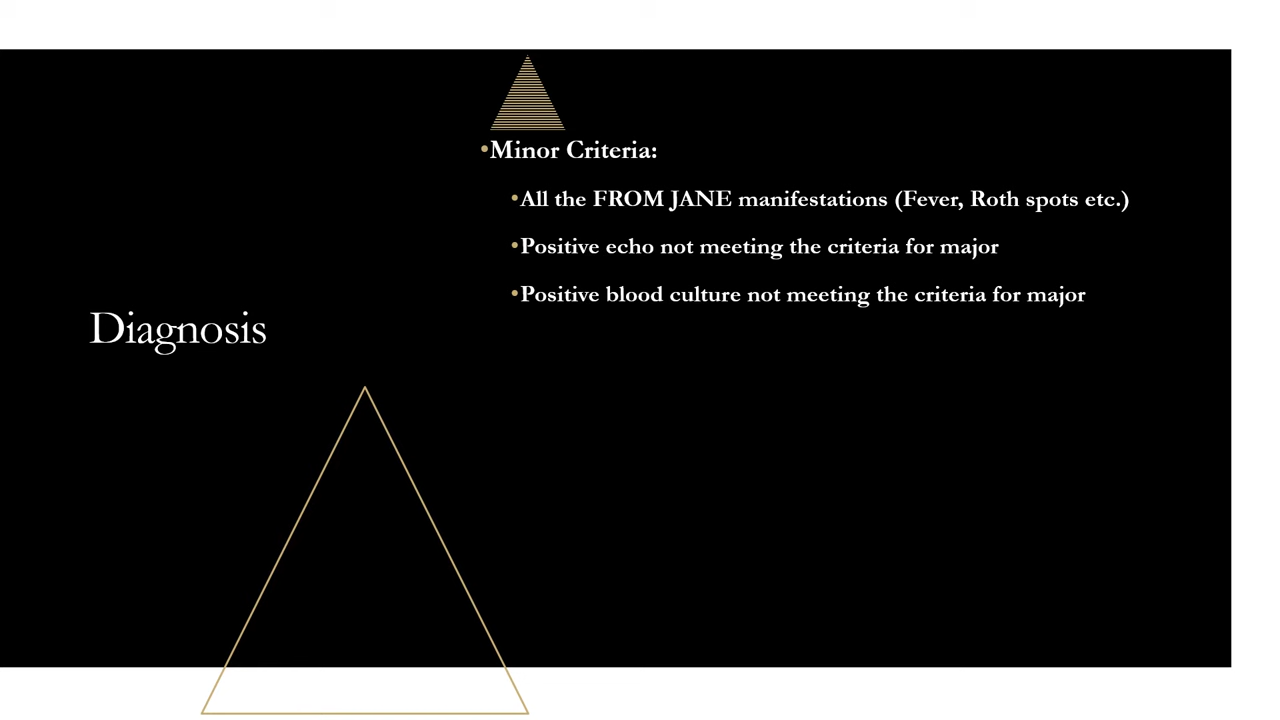 Diagnosis
•Minor Criteria:
•All the FROM JANE manifestations (Fever, Roth spots etc.)
•Positive echo not meeting the criteria for major
•Positive blood culture not meeting the criteria for major